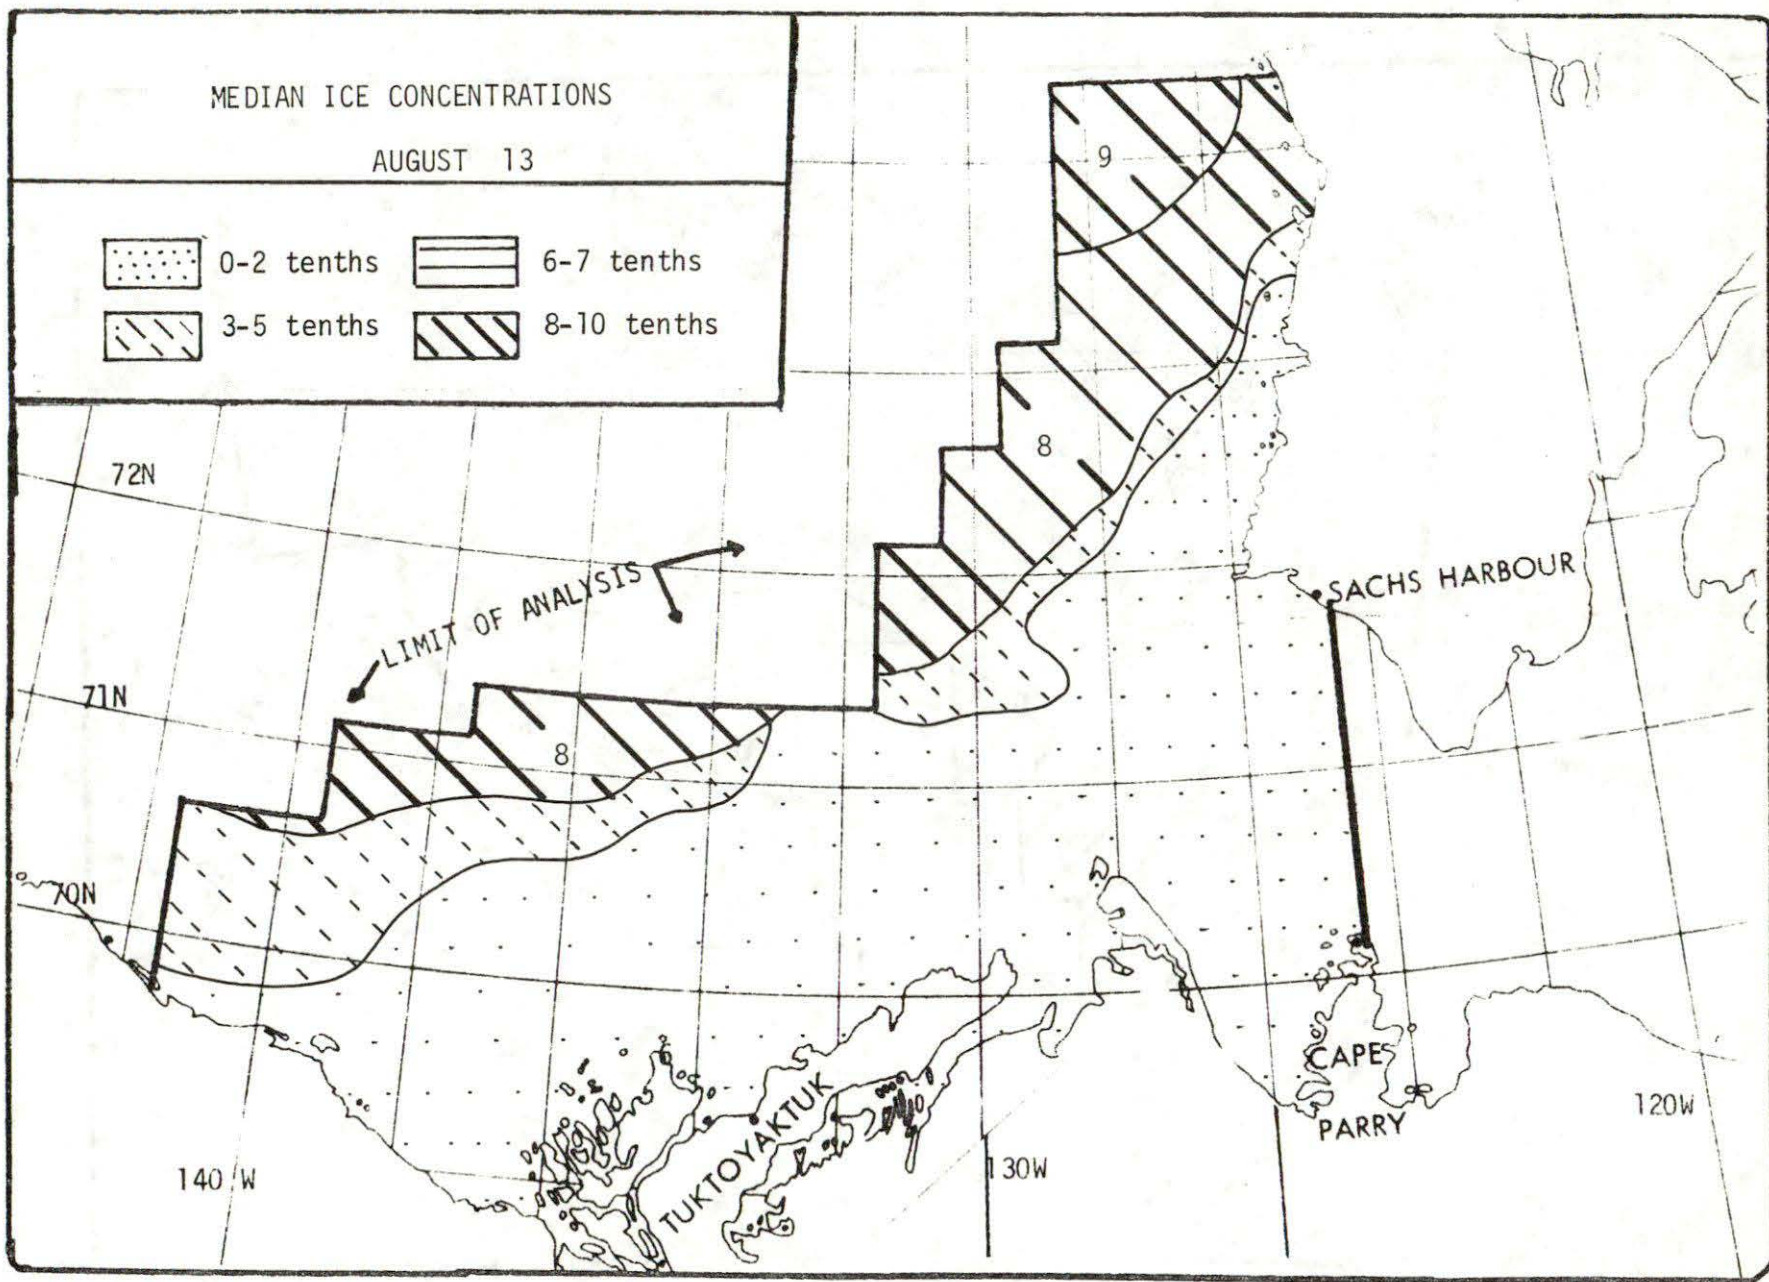 MEDIAN ICE CONCENTRATIONS
AUGUST 13
0-2 tenths
6-7 tenths
3-5 tenths
8-10 tenths
9
8
72N
LIMIT OF ANALYSIS
SACHS HARBOUR
71N
8
70N
CAPE
PARRY
120W
TUKTOYAKTUK
140 W
130W